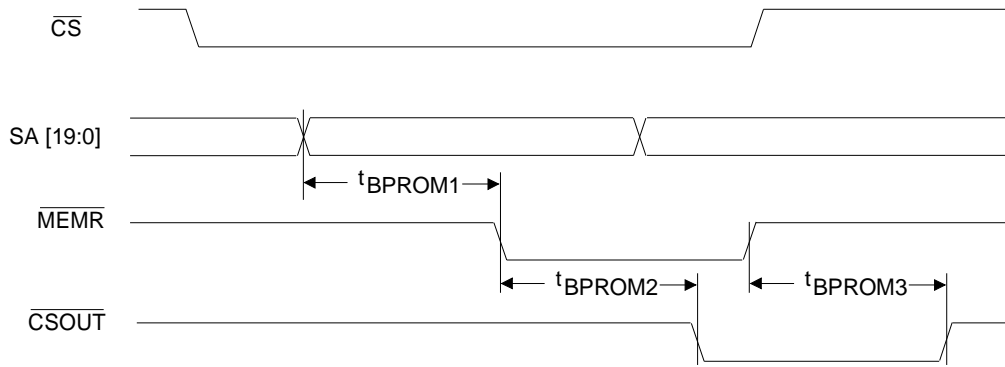 CS
SA [19:0]
tBPROM1
MEMR
tBPROM2
tBPROM3
CSOUT